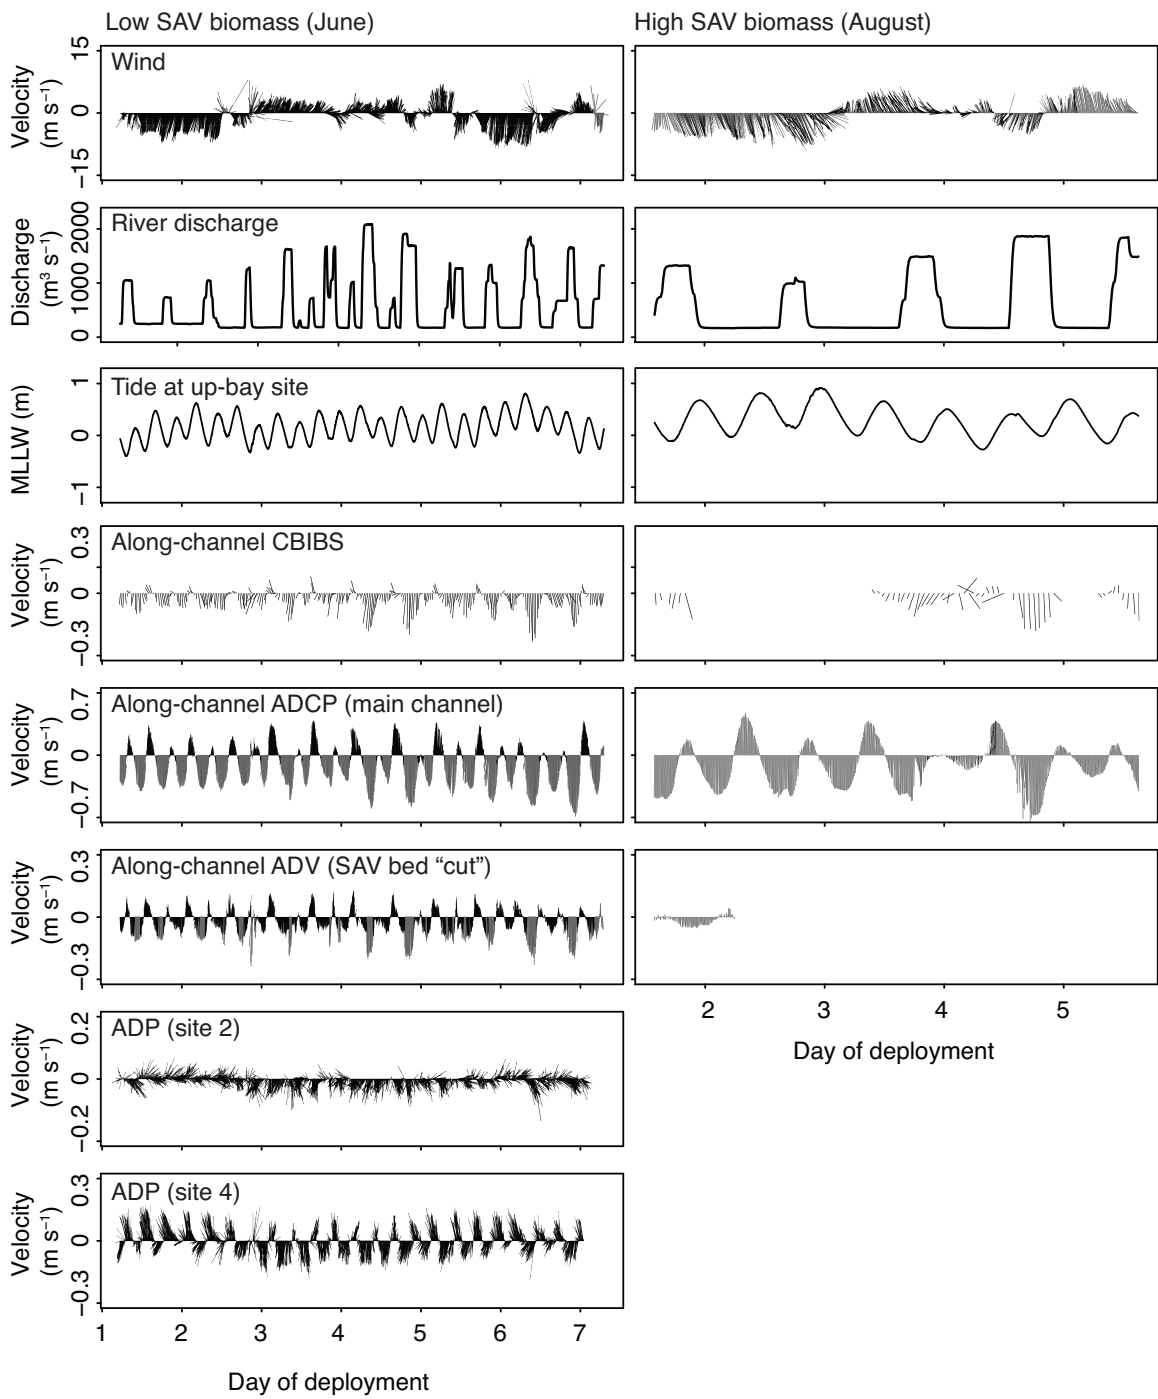 Low SAV biomass (June)
High SAV biomass (August)
Velocity
(m s⁻¹)
15
0
−15
Wind
Discharge
(m³ s⁻¹)
2000
1000
0
River discharge
MLLW (m)
1
0
−1
Tide at up-bay site
Velocity
(m s⁻¹)
0.3
0
−0.3
Along-channel CBIBS
Velocity
(m s⁻¹)
0.7
0
−0.7
Along-channel ADCP (main channel)
Velocity
(m s⁻¹)
0.3
0
−0.3
Along-channel ADV (SAV bed “cut”)
2 3 4 5
Day of deployment
Velocity
(m s⁻¹)
0.2
0
−0.2
ADP (site 2)
Velocity
(m s⁻¹)
0.3
0
−0.3
ADP (site 4)
1 2 3 4 5 6 7
Day of deployment